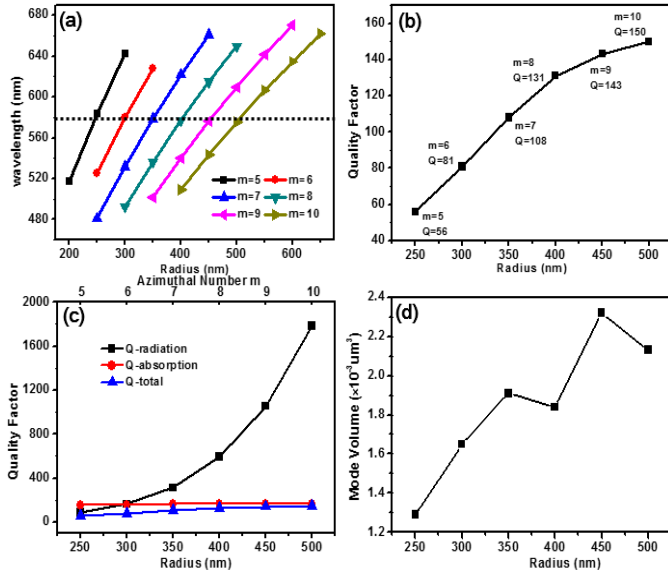 (a)
wavelength (nm)
680
640
600
560
520
480
m=5 m=6
m=7 m=8
m=9 m=10
200 300 400 500 600
Radius (nm)
(b)
Quality Factor
160
140
120
100
80
60
40
m=10
Q=150
m=8
Q=131
m=9
Q=143
m=7
Q=108
m=6
Q=81
m=5
Q=56
250 300 350 400 450 500
Radius (nm)
Azimuthal Number m
5 6 7 8 9 10
(c)
Quality Factor
2000
1600
1200
800
400
0
Q-radiation
Q-absorption
Q-total
250 300 350 400 450 500
Radius (nm)
(d)
Mode Volume (×10⁻³um³)
2.4
2.2
2.0
1.8
1.6
1.4
1.2
250 300 350 400 450 500
Radius (nm)